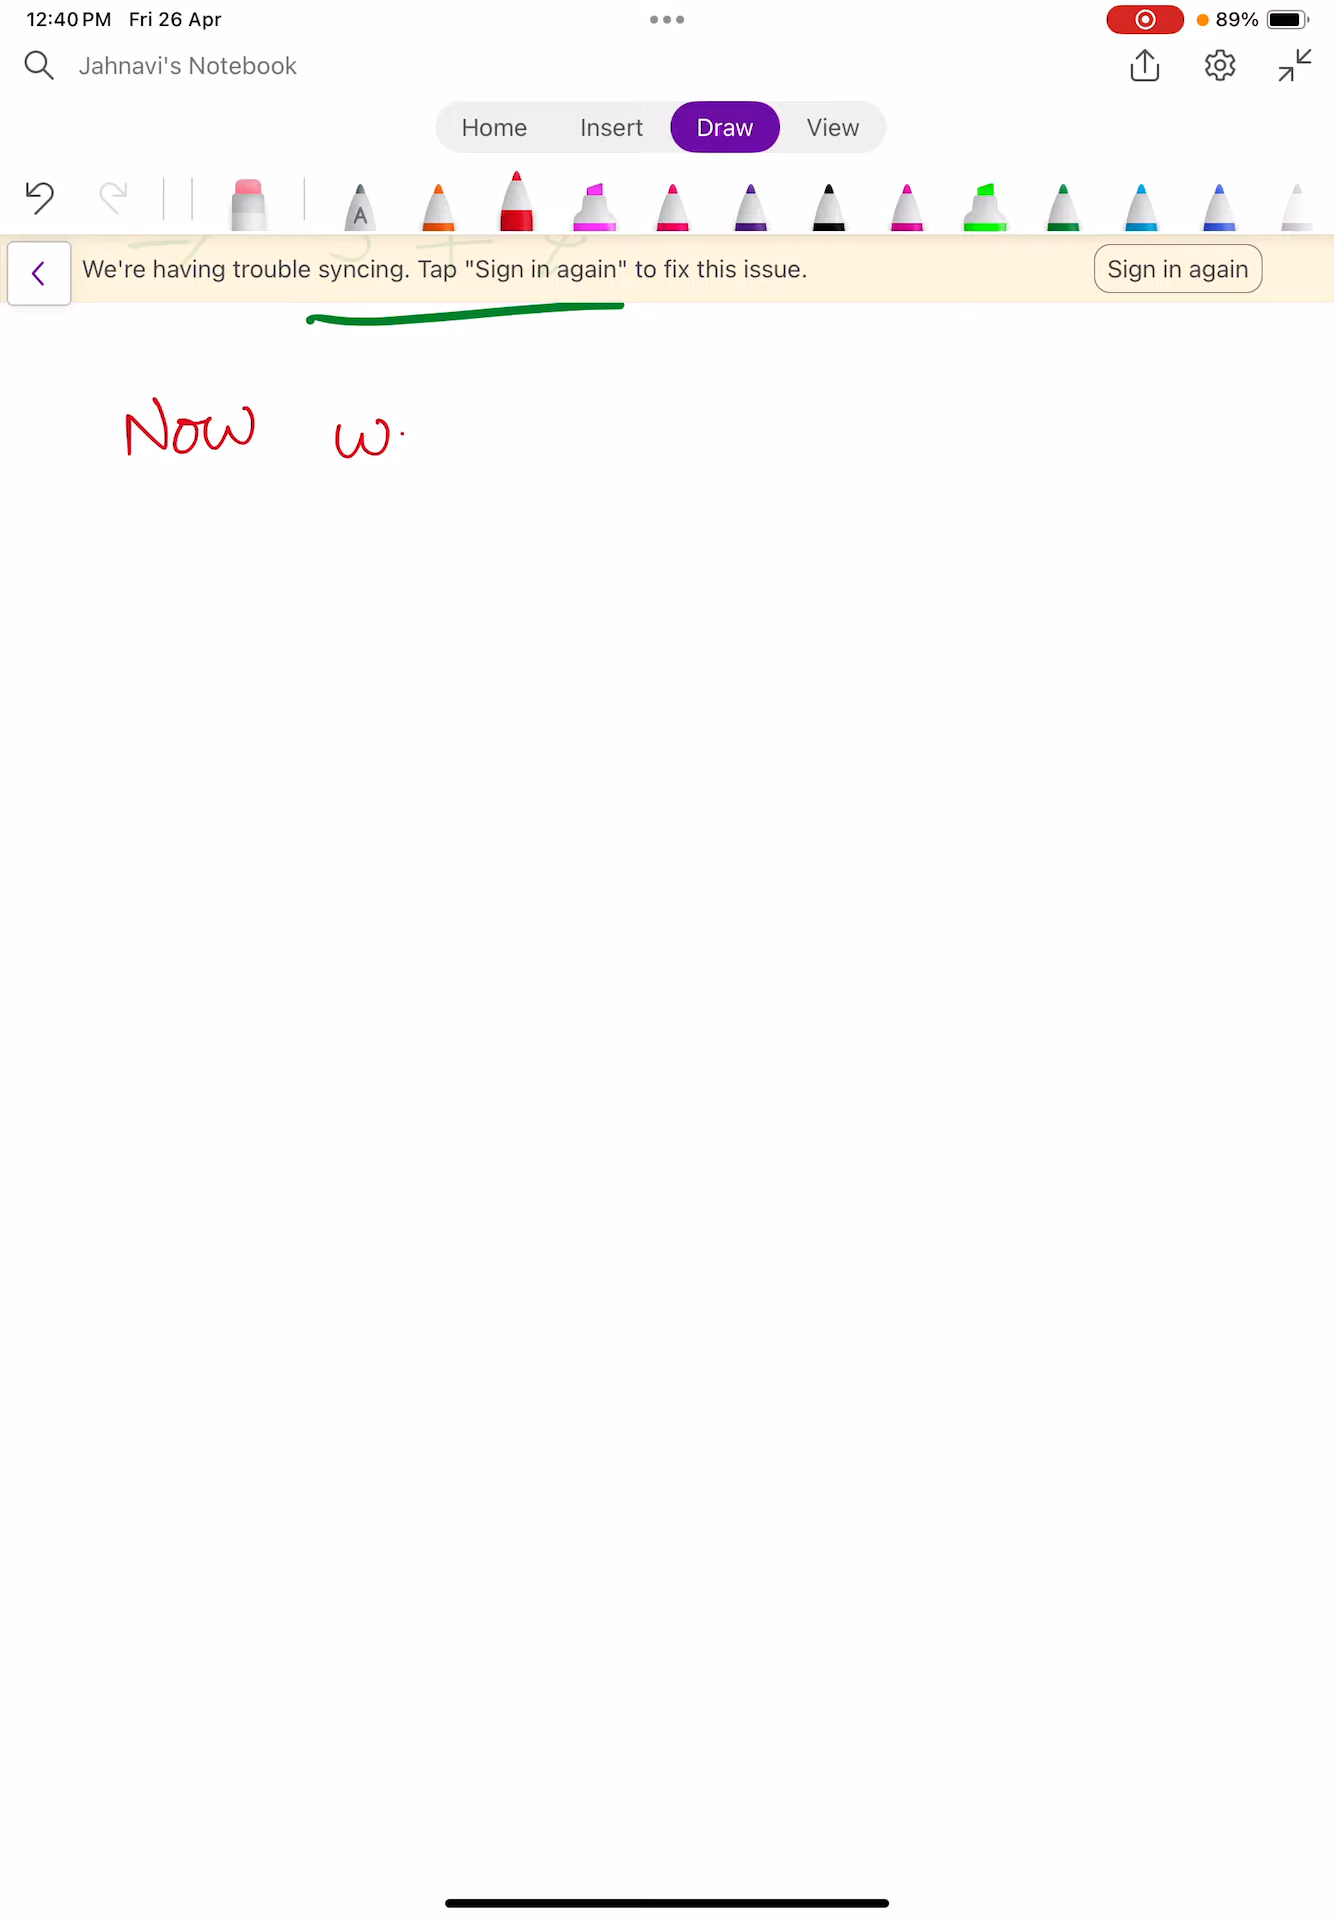 12:40 PM Fri 26 Apr 89%
Jahnavi's Notebook
Home Insert Draw View
A
We're having trouble syncing. Tap "Sign in again" to fix this issue. Sign in again
Now w